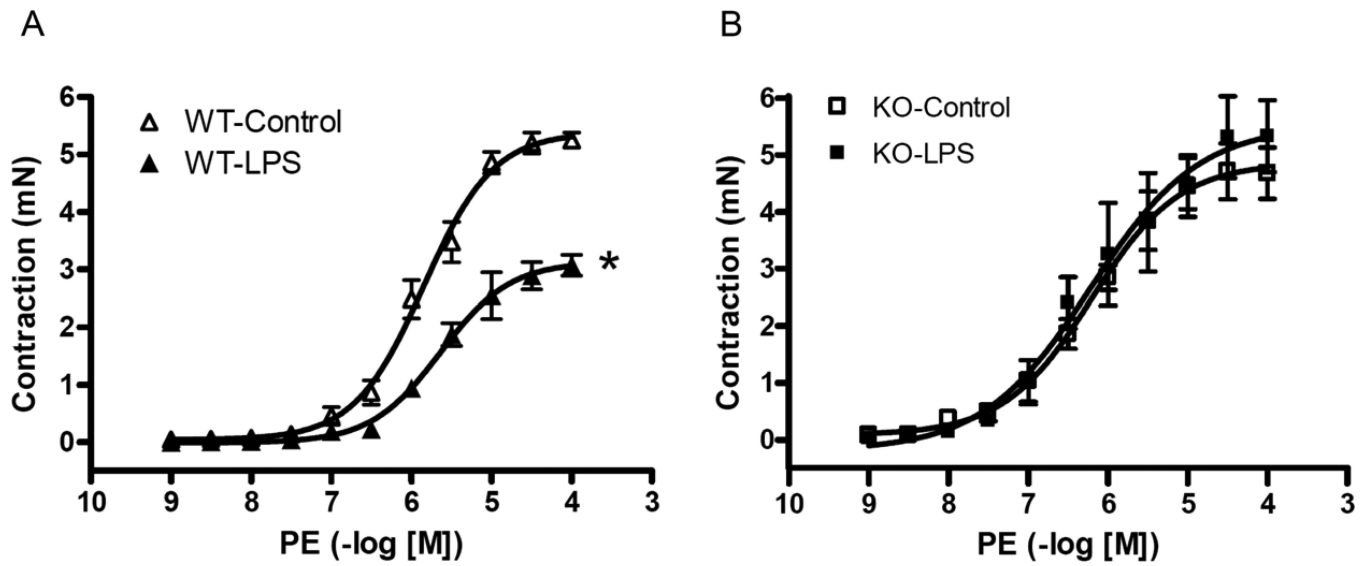 A
WT-Control
WT-LPS
Contraction (mN)
6
5
4
3
2
1
0
*
10 9 8 7 6 5 4 3
PE (-log [M])
B
KO-Control
KO-LPS
Contraction (mN)
6
5
4
3
2
1
0
10 9 8 7 6 5 4 3
PE (-log [M])